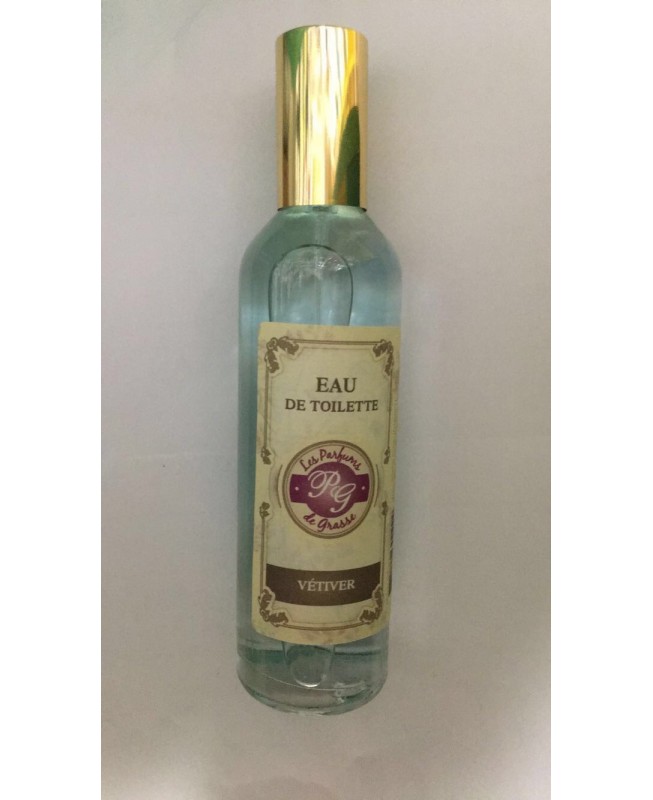 EAU
DE TOILETTE
Les Parfums
PG
de Grasse
VÉTIVER